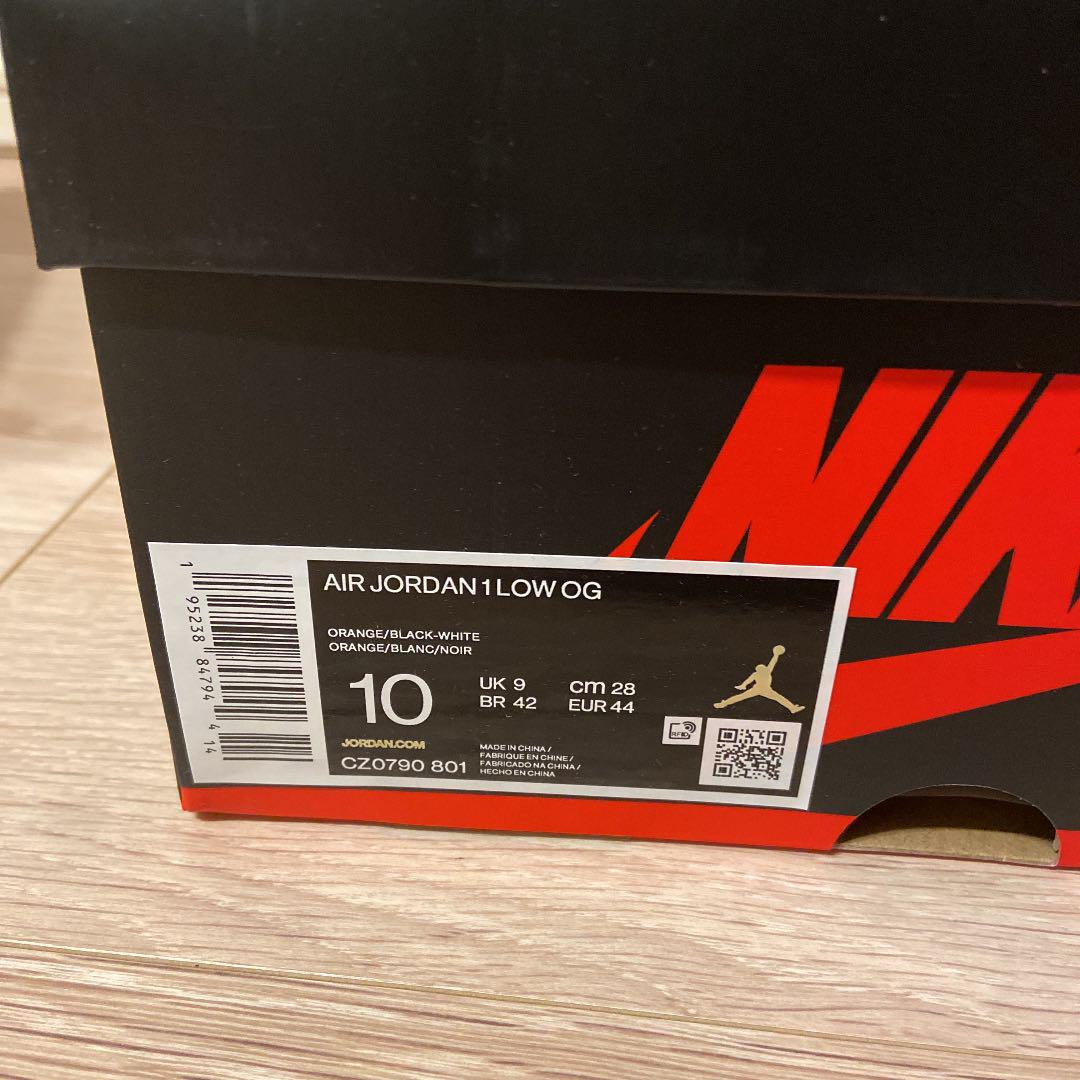 NIK
AIR JORDAN 1 LOW OG
ORANGE/BLACK-WHITE
ORANGE/BLANC/NOIR
10
UK 9
BR 42
cm 28
EUR 44
JORDAN.COM
CZ0790 801
MADE IN CHINA /
FABRIQUE EN CHINE /
FABRICADO NA CHINA /
HECHO EN CHINA
RFID
1 95238 84794 4 14